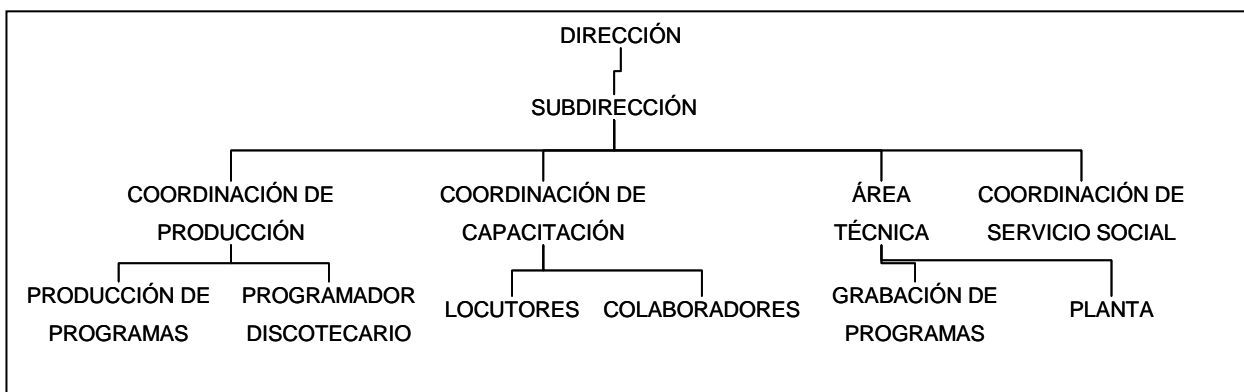 DIRECCIÓN
SUBDIRECCIÓN
COORDINACIÓN DE
PRODUCCIÓN
COORDINACIÓN DE
CAPACITACIÓN
ÁREA
TÉCNICA
COORDINACIÓN DE
SERVICIO SOCIAL
PRODUCCIÓN DE
PROGRAMAS
PROGRAMADOR
DISCOTECARIO
LOCUTORES
COLABORADORES
GRABACIÓN DE
PROGRAMAS
PLANTA